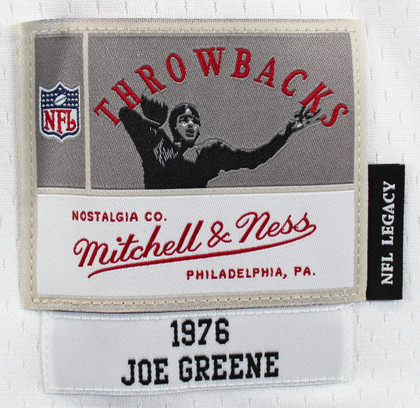 THROWBACKS
NFL
NOSTALGIA CO.
Mitchell & Ness
PHILADELPHIA, PA.
NFL LEGACY
1976
JOE GREENE